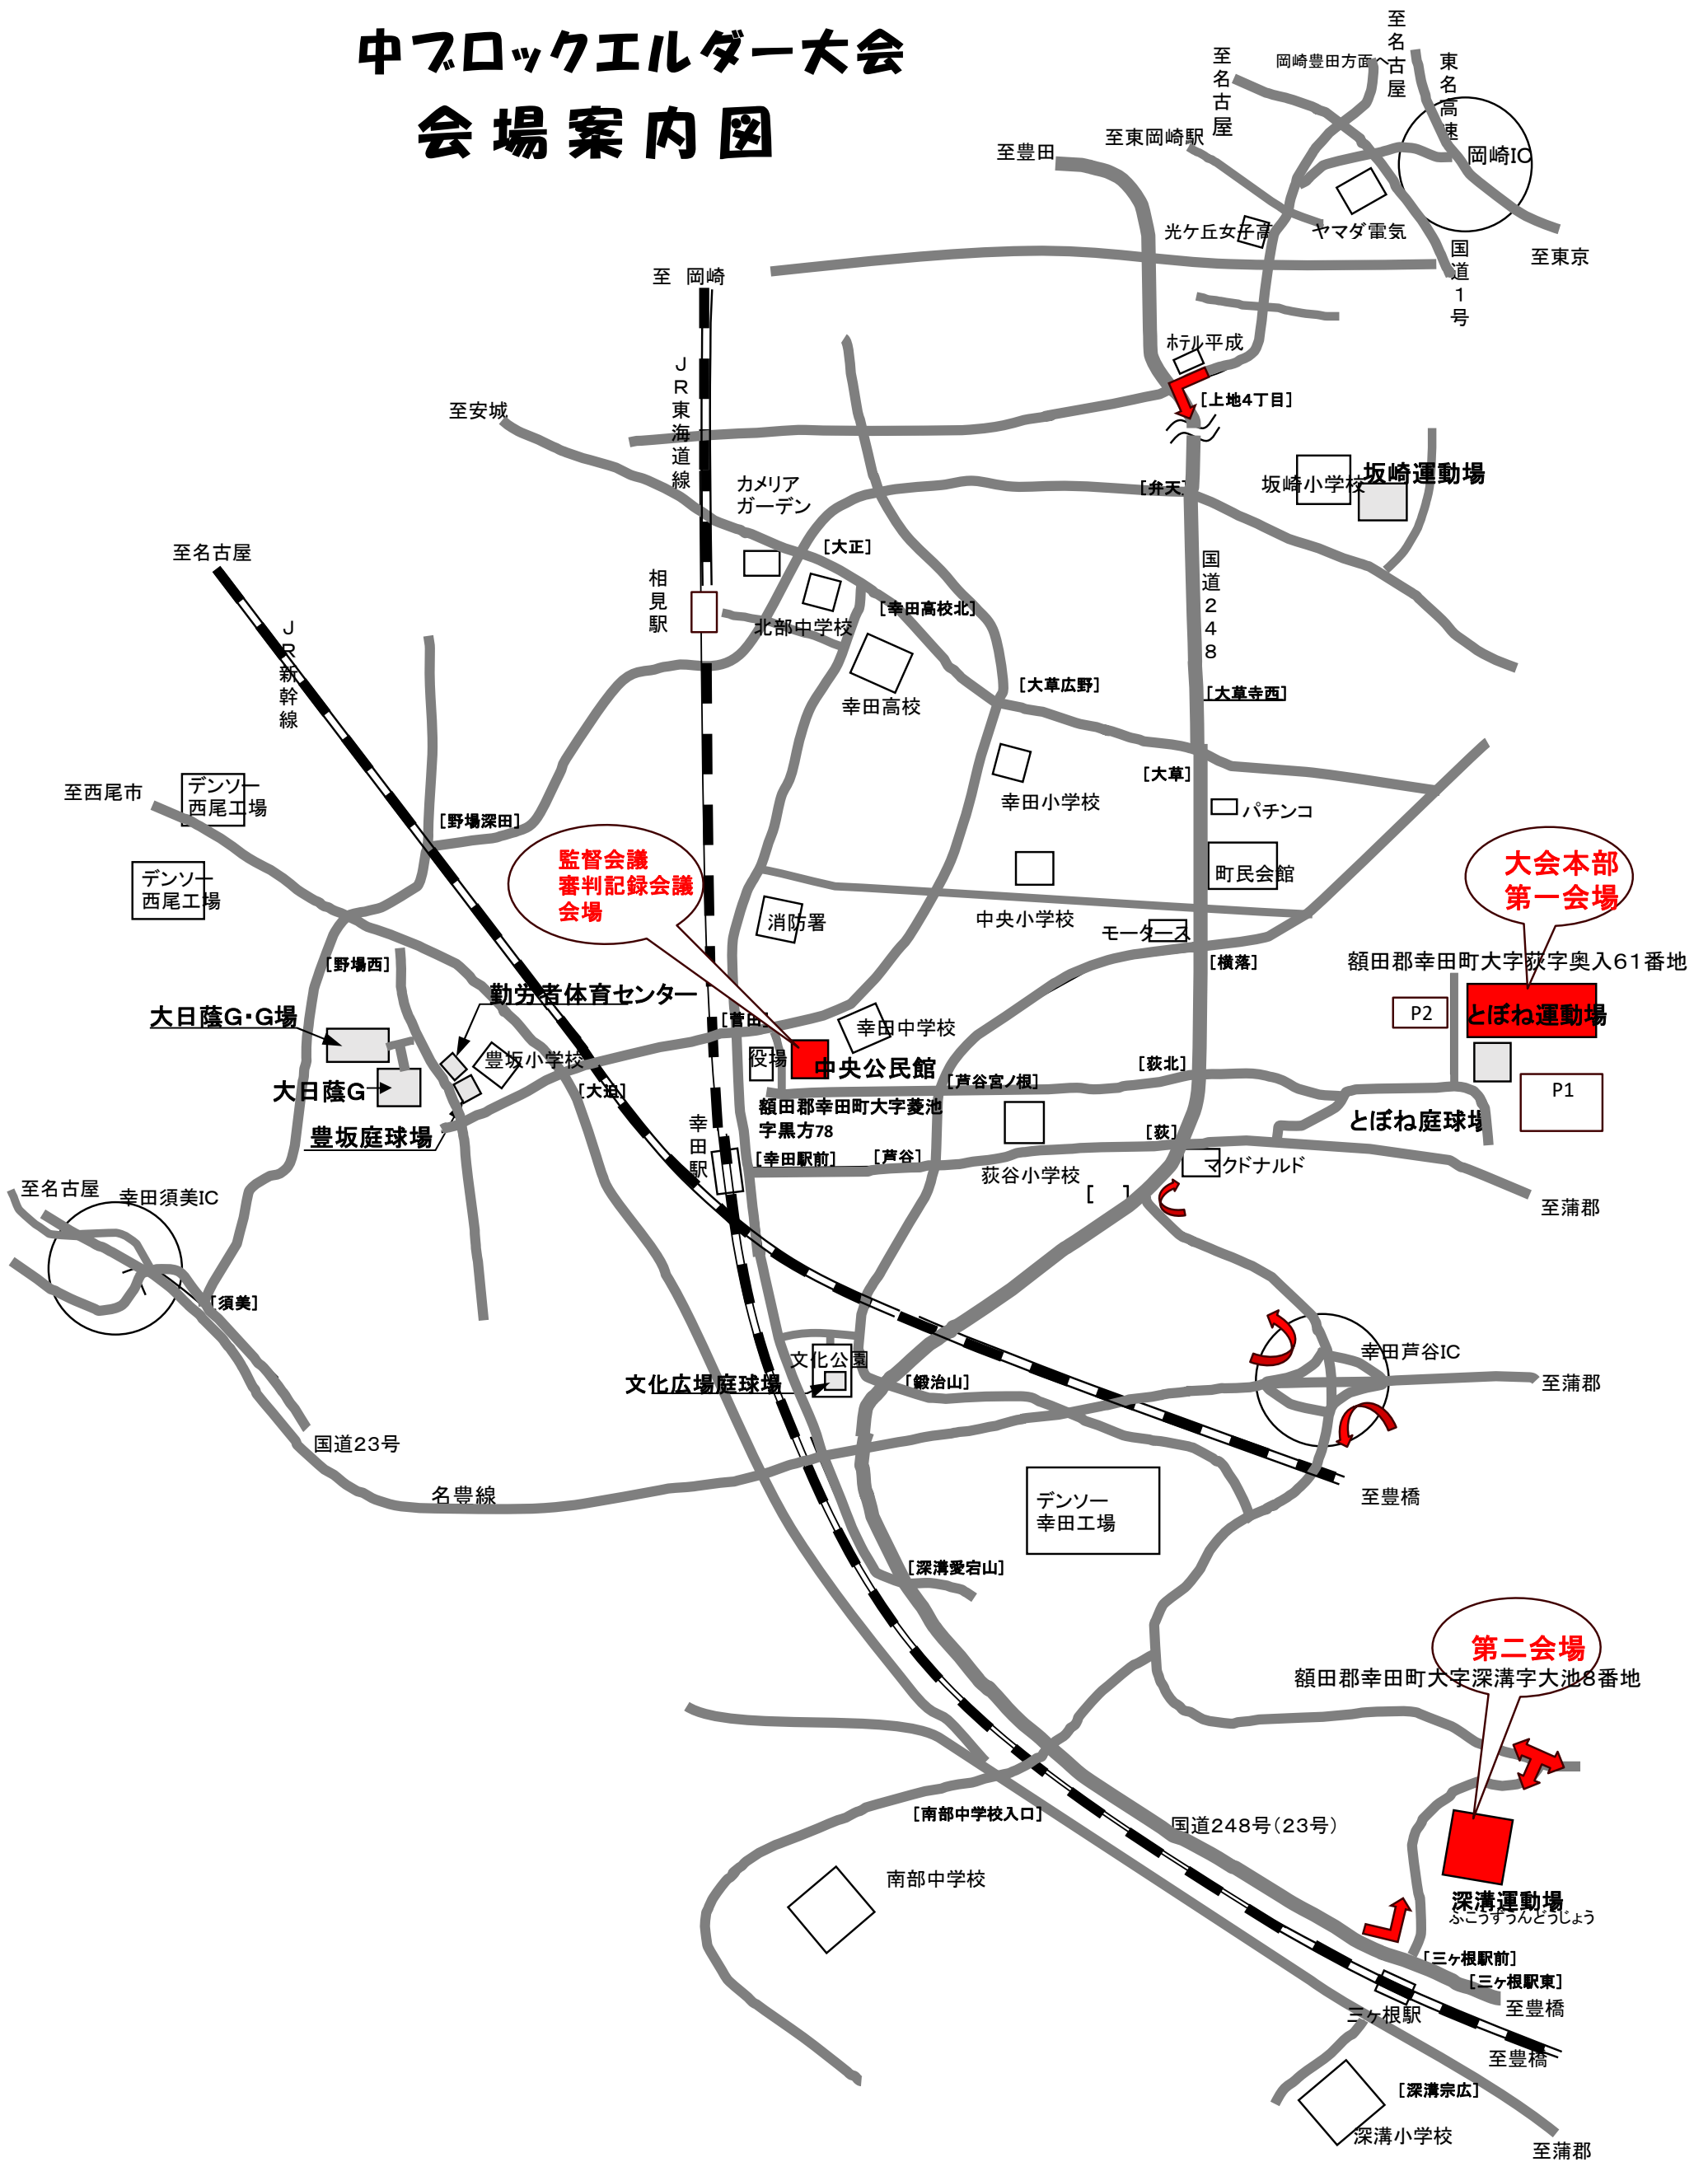 中ブロックエルダー大会
会場案内図
至名古屋
岡崎豊田方面へ
至名古屋
東名高速
岡崎IC
至東岡崎駅
至豊田
光ケ丘女子高
ヤマダ電気
国道1号
至東京
至 岡崎
ホテル平成
[上地4丁目]
JR東海道線
至安城
カメリア
ガーデン
[弁天]
坂崎小学校
坂崎運動場
[大正]
至名古屋
国道248
相見駅
[幸田高校北]
北部中学校
JR新幹線
[大草広野]
[大草寺西]
幸田高校
[大草]
至西尾市
デンソー
西尾工場
幸田小学校
パチンコ
[野場深田]
監督会議
審判記録会議
会場
大会本部
第一会場
デンソー
西尾工場
町民会館
消防署
中央小学校
モータース
[野場西]
[横落]
額田郡幸田町大字荻字奥入61番地
勤労者体育センター
大日蔭G・G場
P2
とぼね運動場
[菅田]
幸田中学校
役場
中央公民館
豊坂小学校
[荻北]
[芦谷宮ノ根]
大日蔭G
[大迫]
P1
額田郡幸田町大字菱池
字黒方78
とぼね庭球場
豊坂庭球場
幸田駅
[幸田駅前]
[芦谷]
[荻]
荻谷小学校
マクドナルド
[ ]
至名古屋
幸田須美IC
至蒲郡
[須美]
文化公園
文化広場庭球場
[鍛治山]
幸田芦谷IC
至蒲郡
国道23号
名豊線
デンソー
幸田工場
至豊橋
[深溝愛宕山]
第二会場
額田郡幸田町大字深溝字大池8番地
[南部中学校入口]
国道248号(23号)
南部中学校
深溝運動場
ふこうずうんどうじょう
[三ヶ根駅前]
[三ヶ根駅東]
三ヶ根駅
至豊橋
至豊橋
[深溝宗広]
深溝小学校
至蒲郡